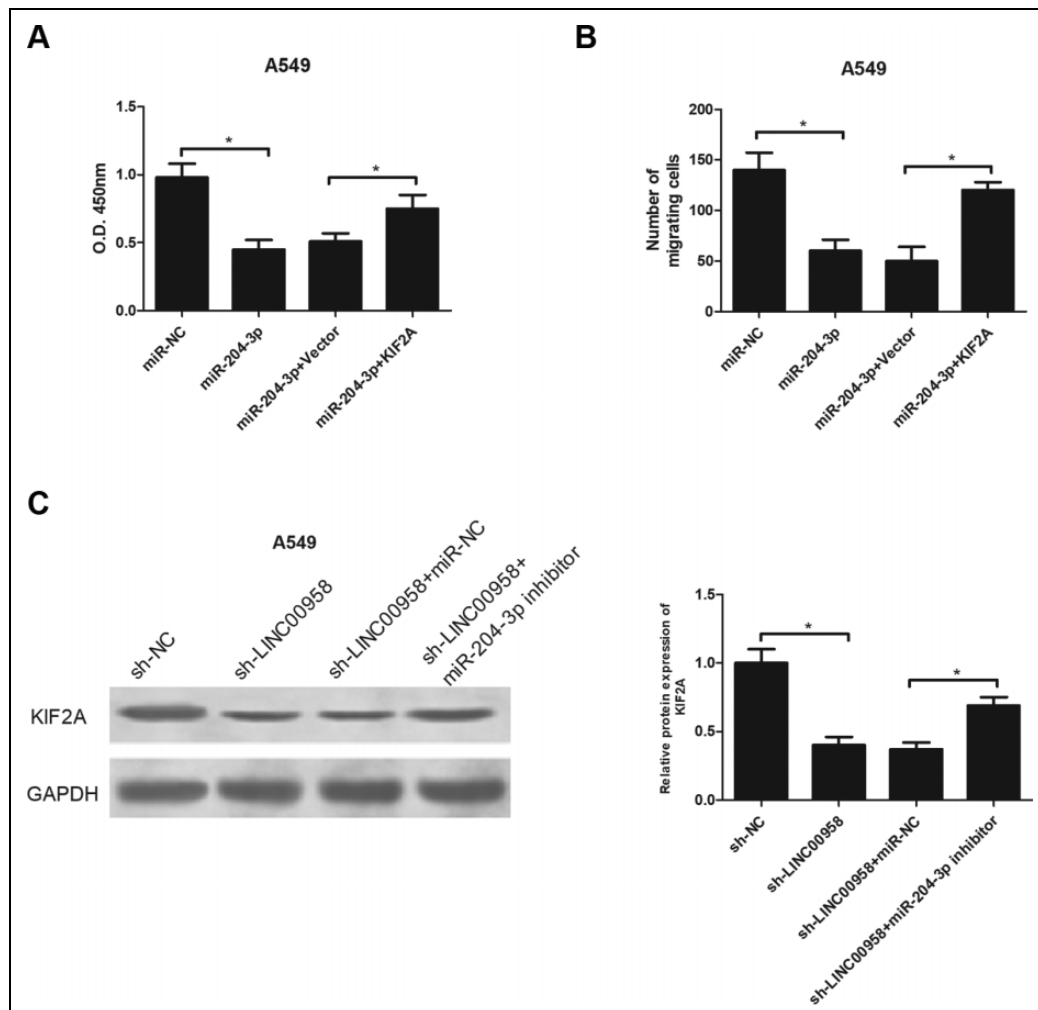 A
A549
O.D. 450nm
1.5
1.0
0.5
0.0
*
*
miR-NC
miR-204-3p
miR-204-3p+Vector
miR-204-3p+KIF2A
B
A549
Number of
migrating cells
200
150
100
50
0
*
*
miR-NC
miR-204-3p
miR-204-3p+Vector
miR-204-3p+KIF2A
C
A549
sh-NC
sh-LINC00958
sh-LINC00958+miR-NC
sh-LINC00958+
miR-204-3p inhibitor
KIF2A
GAPDH
Relative protein expression of
KIF2A
1.5
1.0
0.5
0.0
*
*
sh-NC
sh-LINC00958
sh-LINC00958+miR-NC
sh-LINC00958+miR-204-3p inhibitor